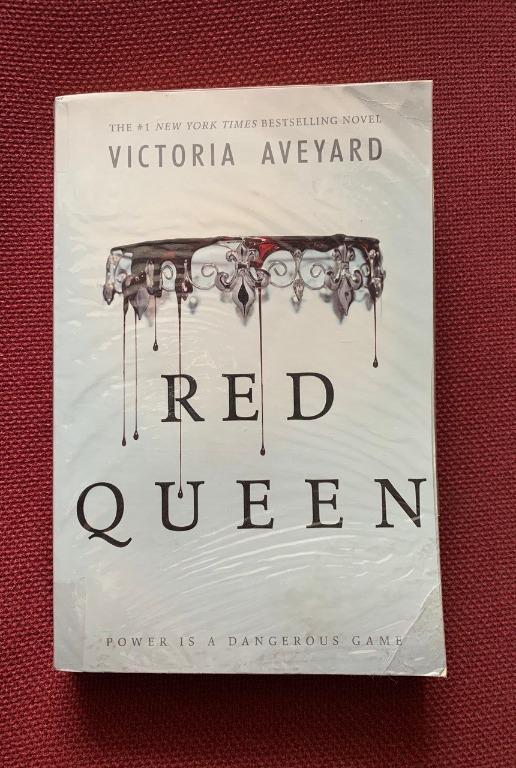 THE #1 NEW YORK TIMES BESTSELLING NOVEL
VICTORIA AVEYARD
RED
QUEEN
POWER IS A DANGEROUS GAME